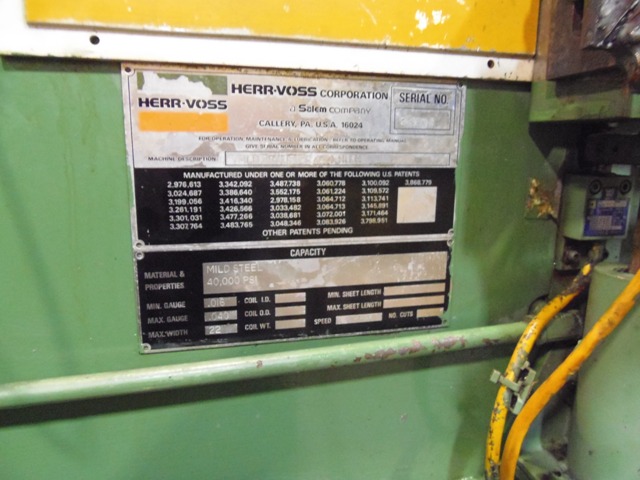 HERR-VOSS
HERR-VOSS CORPORATION
a Salem COMPANY
CALLERY, PA. U.S.A. 16024
SERIAL NO.
FOR OPERATION, MAINTENANCE & LUBRICATION - REFER TO OPERATING MANUAL
GIVE SERIAL NUMBER IN ALL CORRESPONDENCE
MACHINE DESCRIPTION
MANUFACTURED UNDER ONE OR MORE OF THE FOLLOWING U.S. PATENTS
2,976,613 3,342,092 3,487,738 3,060,778 3,100,092 3,868,779
3,024,687 3,388,640 3,552,175 3,061,224 3,109,572
3,199,056 3,416,340 2,978,158 3,064,712 3,113,741
3,261,191 3,426,566 3,033,482 3,064,713 3,145,691
3,301,031 3,477,266 3,038,681 3,072,001 3,171,464
3,307,764 3,483,765 3,048,346 3,083,926 3,798,951
OTHER PATENTS PENDING
CAPACITY
MATERIAL & PROPERTIES MILD STEEL
40,000 PSI
MIN. GAUGE .015 COIL I.D. MIN. SHEET LENGTH
MAX. GAUGE .040 COIL O.D. MAX. SHEET LENGTH
MAX. WIDTH 22 COIL WT. SPEED NO. CUTS